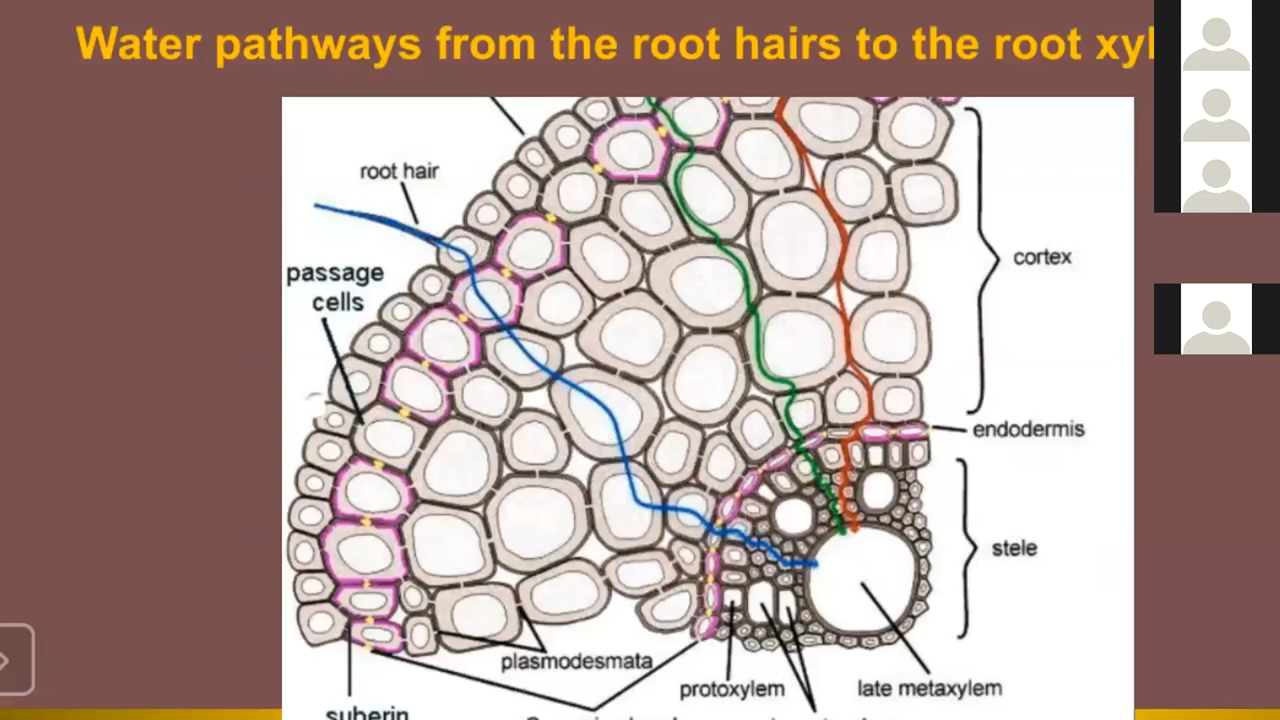 Water pathways from the root hairs to the root xyl
root hair
passage
cells
cortex
endodermis
stele
plasmodesmata
protoxylem
late metaxylem
suberin